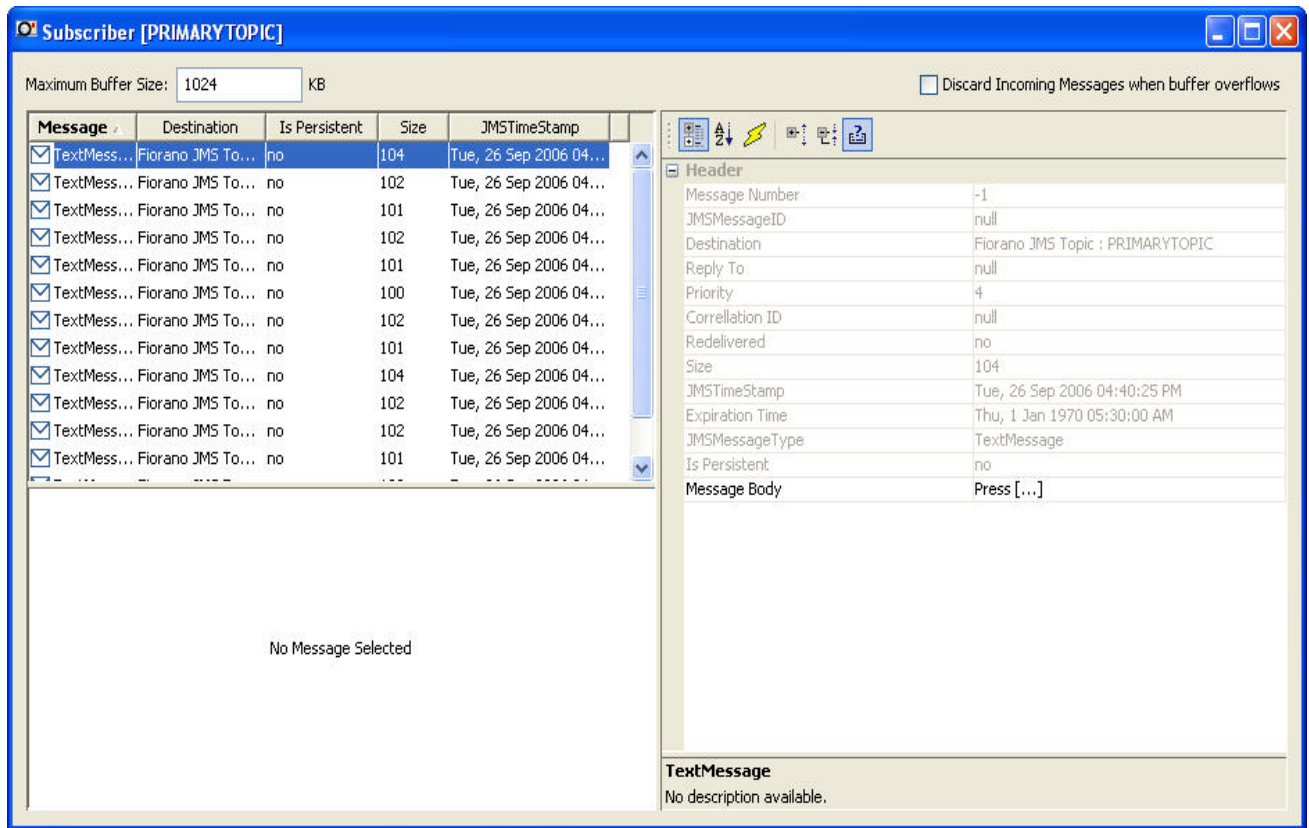 Subscriber [PRIMARYTOPIC]
Maximum Buffer Size: 1024 KB
Discard Incoming Messages when buffer overflows
Message Destination Is Persistent Size JMSTimeStamp
TextMess... Fiorano JMS To... no 104 Tue, 26 Sep 2006 04...
TextMess... Fiorano JMS To... no 102 Tue, 26 Sep 2006 04...
TextMess... Fiorano JMS To... no 101 Tue, 26 Sep 2006 04...
TextMess... Fiorano JMS To... no 102 Tue, 26 Sep 2006 04...
TextMess... Fiorano JMS To... no 101 Tue, 26 Sep 2006 04...
TextMess... Fiorano JMS To... no 100 Tue, 26 Sep 2006 04...
TextMess... Fiorano JMS To... no 102 Tue, 26 Sep 2006 04...
TextMess... Fiorano JMS To... no 101 Tue, 26 Sep 2006 04...
TextMess... Fiorano JMS To... no 104 Tue, 26 Sep 2006 04...
TextMess... Fiorano JMS To... no 102 Tue, 26 Sep 2006 04...
TextMess... Fiorano JMS To... no 102 Tue, 26 Sep 2006 04...
TextMess... Fiorano JMS To... no 101 Tue, 26 Sep 2006 04...
No Message Selected
Header
Message Number -1
JMSMessageID null
Destination Fiorano JMS Topic : PRIMARYTOPIC
Reply To null
Priority 4
Correllation ID null
Redelivered no
Size 104
JMSTimeStamp Tue, 26 Sep 2006 04:40:25 PM
Expiration Time Thu, 1 Jan 1970 05:30:00 AM
JMSMessageType TextMessage
Is Persistent no
Message Body Press [...]
TextMessage
No description available.